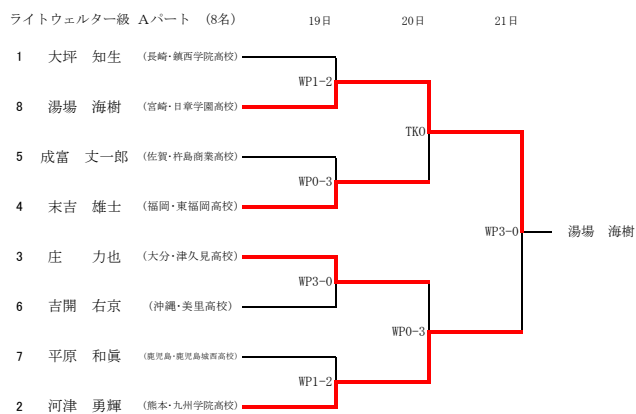 ライトウェルター級 Aパート (8名) 19日 20日 21日
1 大坪 知生 (長崎・鎮西学院高校)
WP1-2
8 湯場 海樹 (宮崎・日章学園高校)
TKO
5 成富 丈一郎 (佐賀・杵島商業高校)
WP0-3
4 末吉 雄士 (福岡・東福岡高校)
WP3-0 湯場 海樹
3 庄 力也 (大分・津久見高校)
WP3-0
6 吉開 右京 (沖縄・美里高校)
WP0-3
7 平原 和眞 (鹿児島・鹿児島城西高校)
WP1-2
2 河津 勇輝 (熊本・九州学院高校)